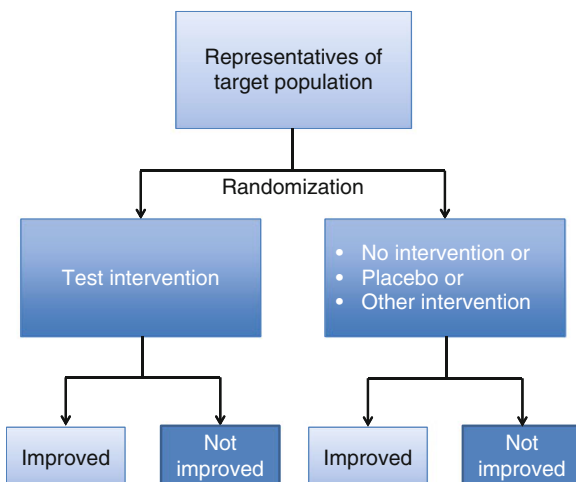 Representatives of
target population
Randomization
Test intervention
• No intervention or
• Placebo or
• Other intervention
Improved
Not
improved
Improved
Not
improved